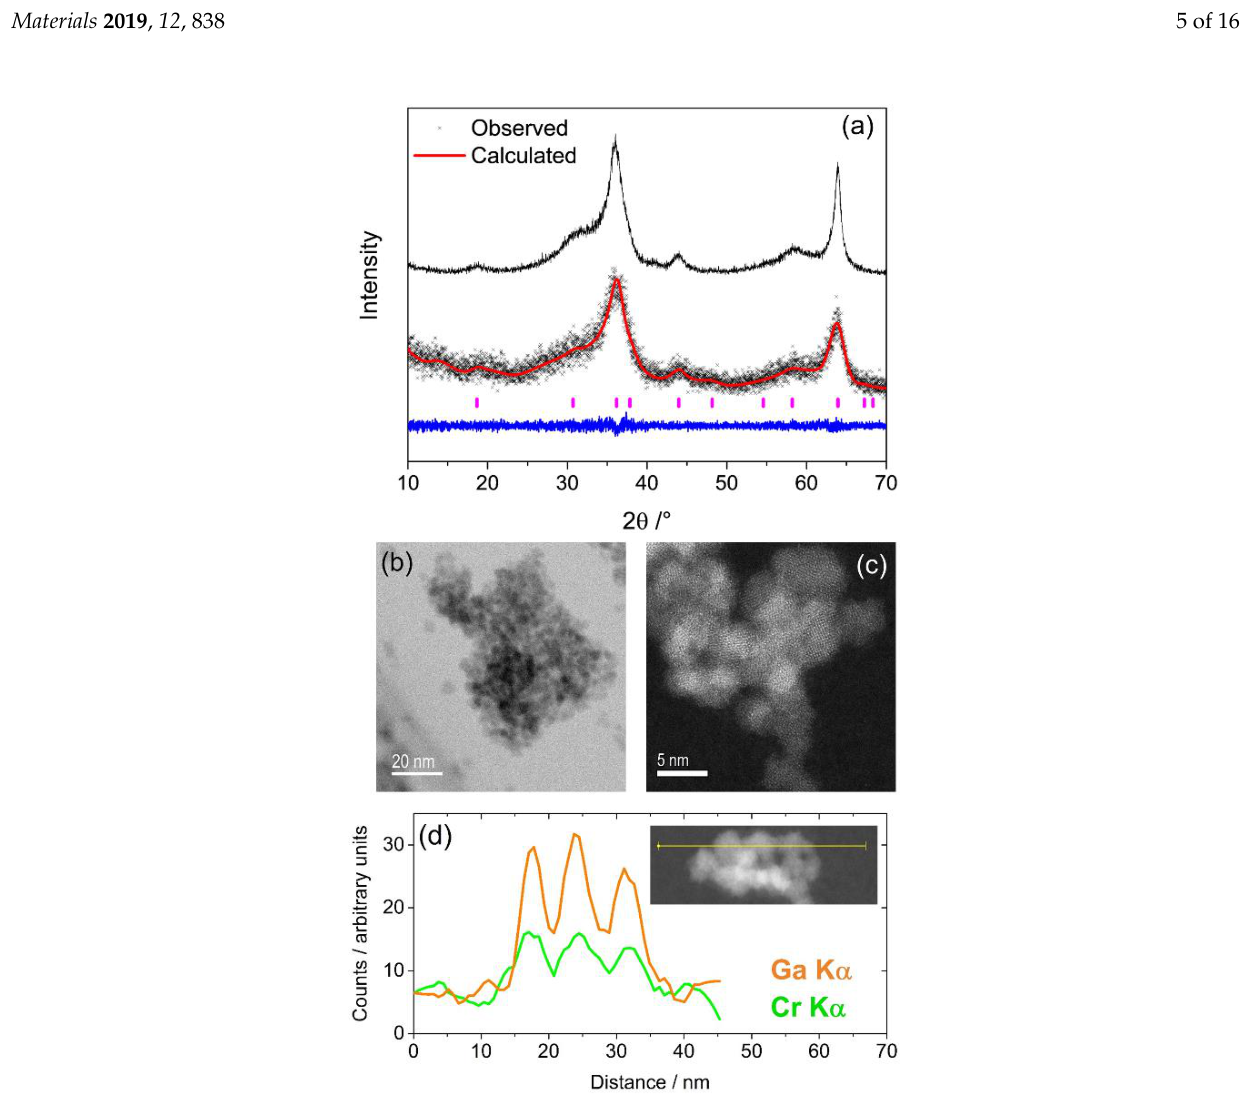 Materials 2019, 12, 838 5 of 16
Observed
Calculated
(a)
Intensity
10 20 30 40 50 60 70
2θ /°
(b)
20 nm
(c)
5 nm
(d)
Counts / arbitrary units
30
20
10
0
Ga Kα
Cr Kα
0 10 20 30 40 50 60 70
Distance / nm